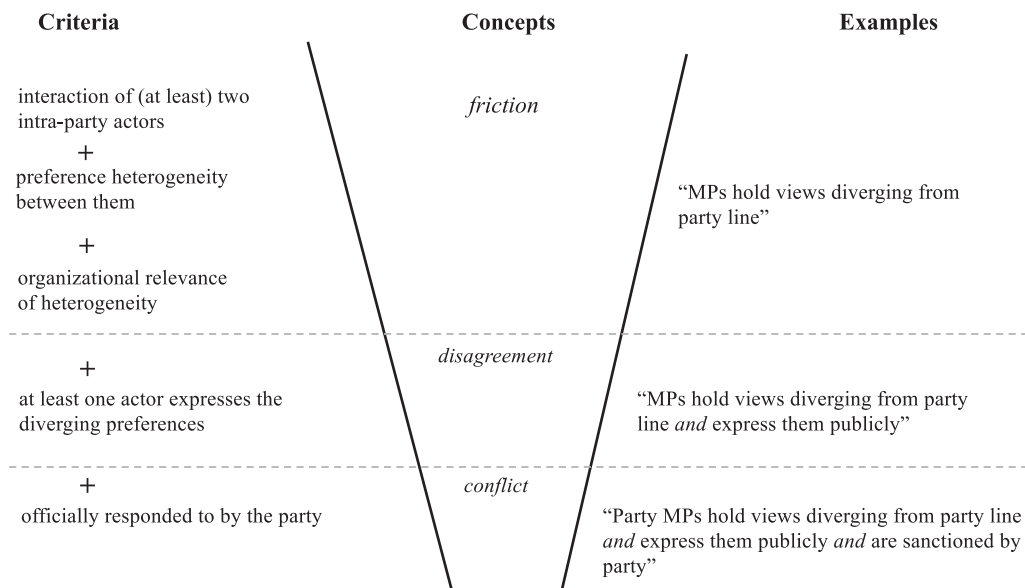 Criteria
Concepts
Examples
interaction of (at least) two
intra-party actors
+
preference heterogeneity
between them
+
organizational relevance
of heterogeneity
friction
“MPs hold views diverging from
party line”
+
at least one actor expresses the
diverging preferences
disagreement
“MPs hold views diverging from party
line and express them publicly”
+
officially responded to by the party
conflict
“Party MPs hold views diverging from party line
and express them publicly and are sanctioned by
party”